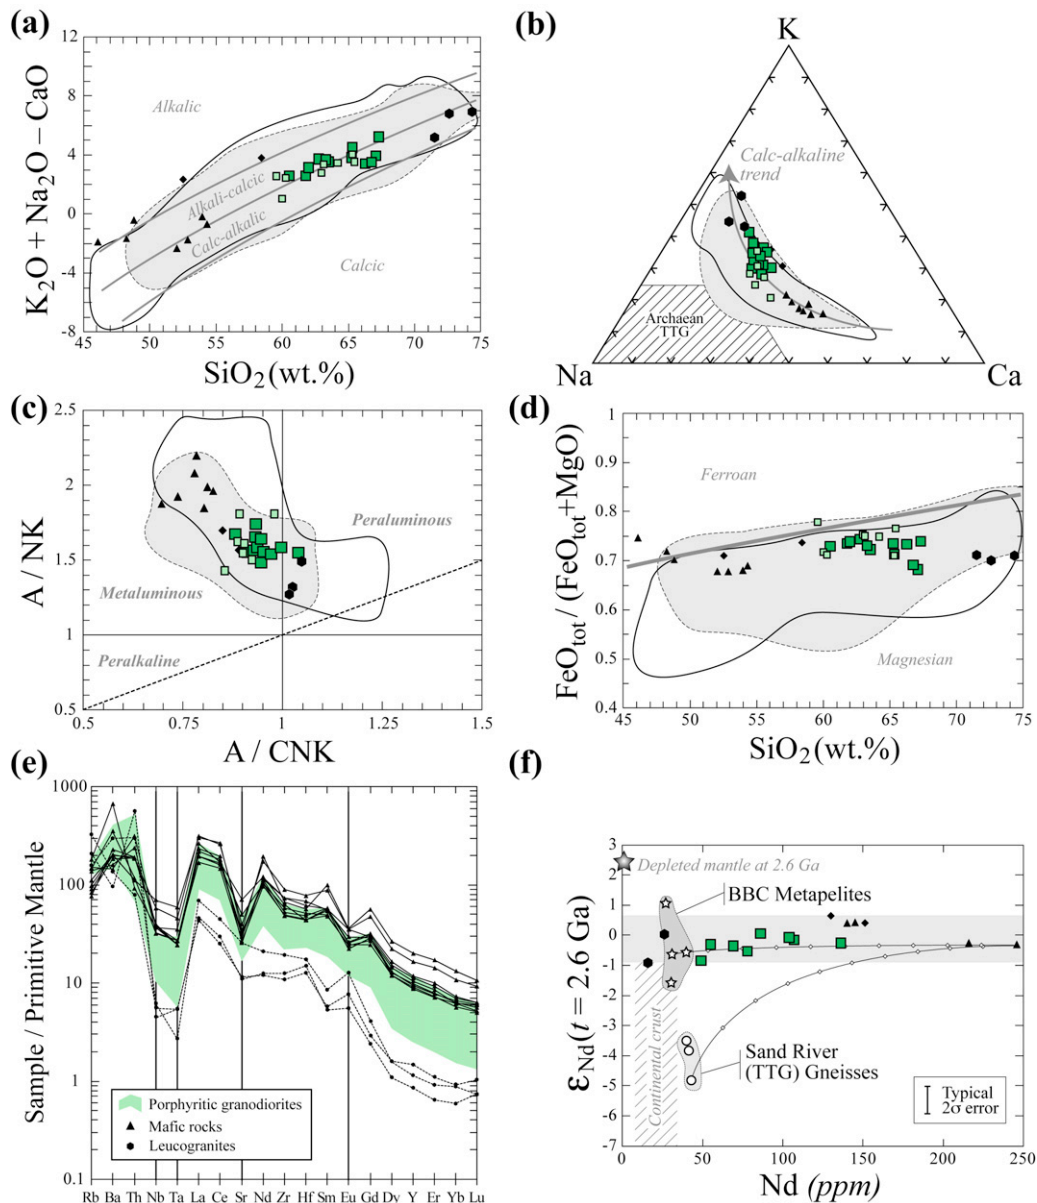 (a)
12
8
4
0
-4
-8
K2O + Na2O – CaO
Alkalic
Alkali-calcic
Calc-alkalic
Calcic
45
50
55
60
65
70
75
SiO2 (wt.%)
(b)
K
Calc-alkaline
trend
Archaean
TTG
Na
Ca
(c)
2.5
2
1.5
1
0.5
A / NK
Peraluminous
Metaluminous
Peralkaline
0.5
0.75
1
1.25
1.5
A / CNK
(d)
1
0.9
0.8
0.7
0.6
0.5
0.4
FeOtot / (FeOtot+MgO)
Ferroan
Magnesian
45
50
55
60
65
70
75
SiO2 (wt.%)
(e)
1000
100
10
1
0.1
Sample / Primitive Mantle
Porphyritic granodiorites
Mafic rocks
Leucogranites
Rb Ba Th Nb Ta La Ce Sr Nd Zr Hf Sm Eu Gd Dy Y Er Yb Lu
(f)
3
2
1
0
-1
-2
-3
-4
-5
-6
-7
εNd(t = 2.6 Ga)
Depleted mantle at 2.6 Ga
BBC Metapelites
Sand River
(TTG) Gneisses
Continental crust
Typical
2σ error
0
50
100
150
200
250
Nd (ppm)